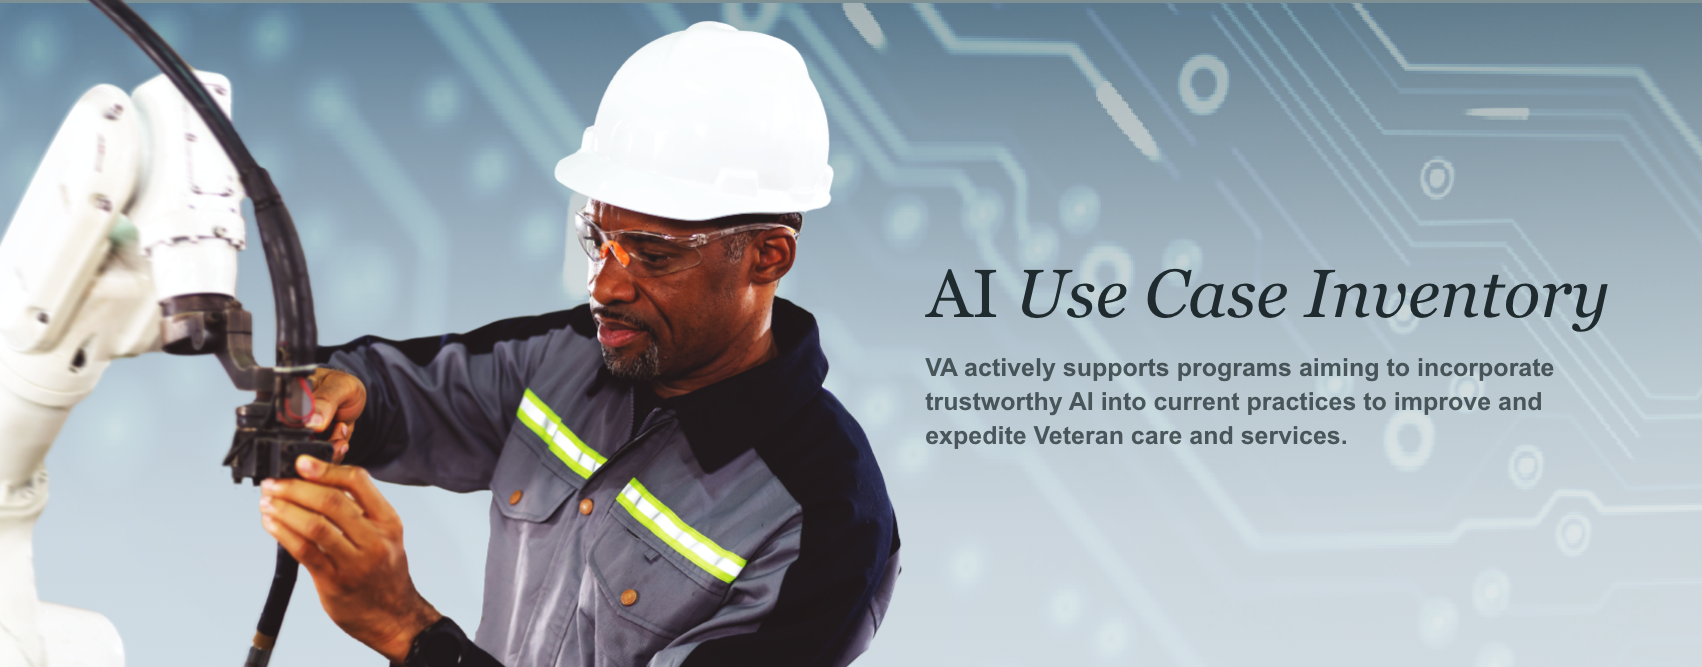 AI Use Case Inventory
VA actively supports programs aiming to incorporate
trustworthy AI into current practices to improve and
expedite Veteran care and services.